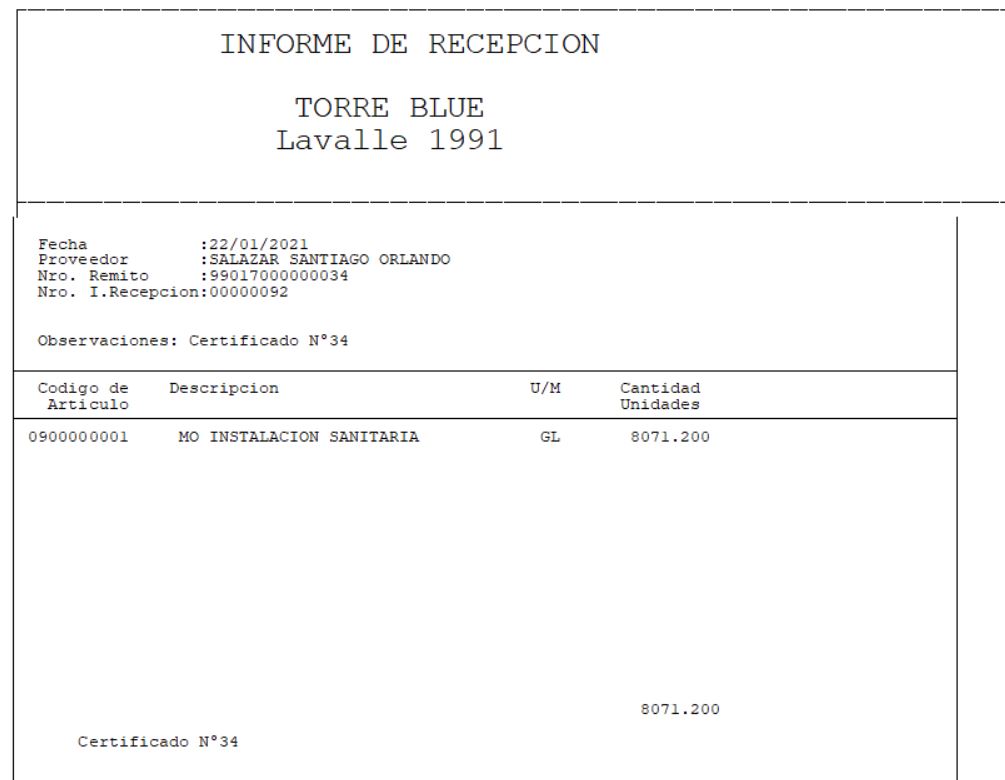 INFORME DE RECEPCION
TORRE BLUE
Lavalle 1991
Fecha :22/01/2021
Proveedor :SALAZAR SANTIAGO ORLANDO
Nro. Remito :99017000000034
Nro. I.Recepcion:00000092
Observaciones: Certificado N°34
Codigo de Descripcion U/M Cantidad
Articulo Unidades
0900000001 MO INSTALACION SANITARIA GL 8071.200
8071.200
Certificado N°34